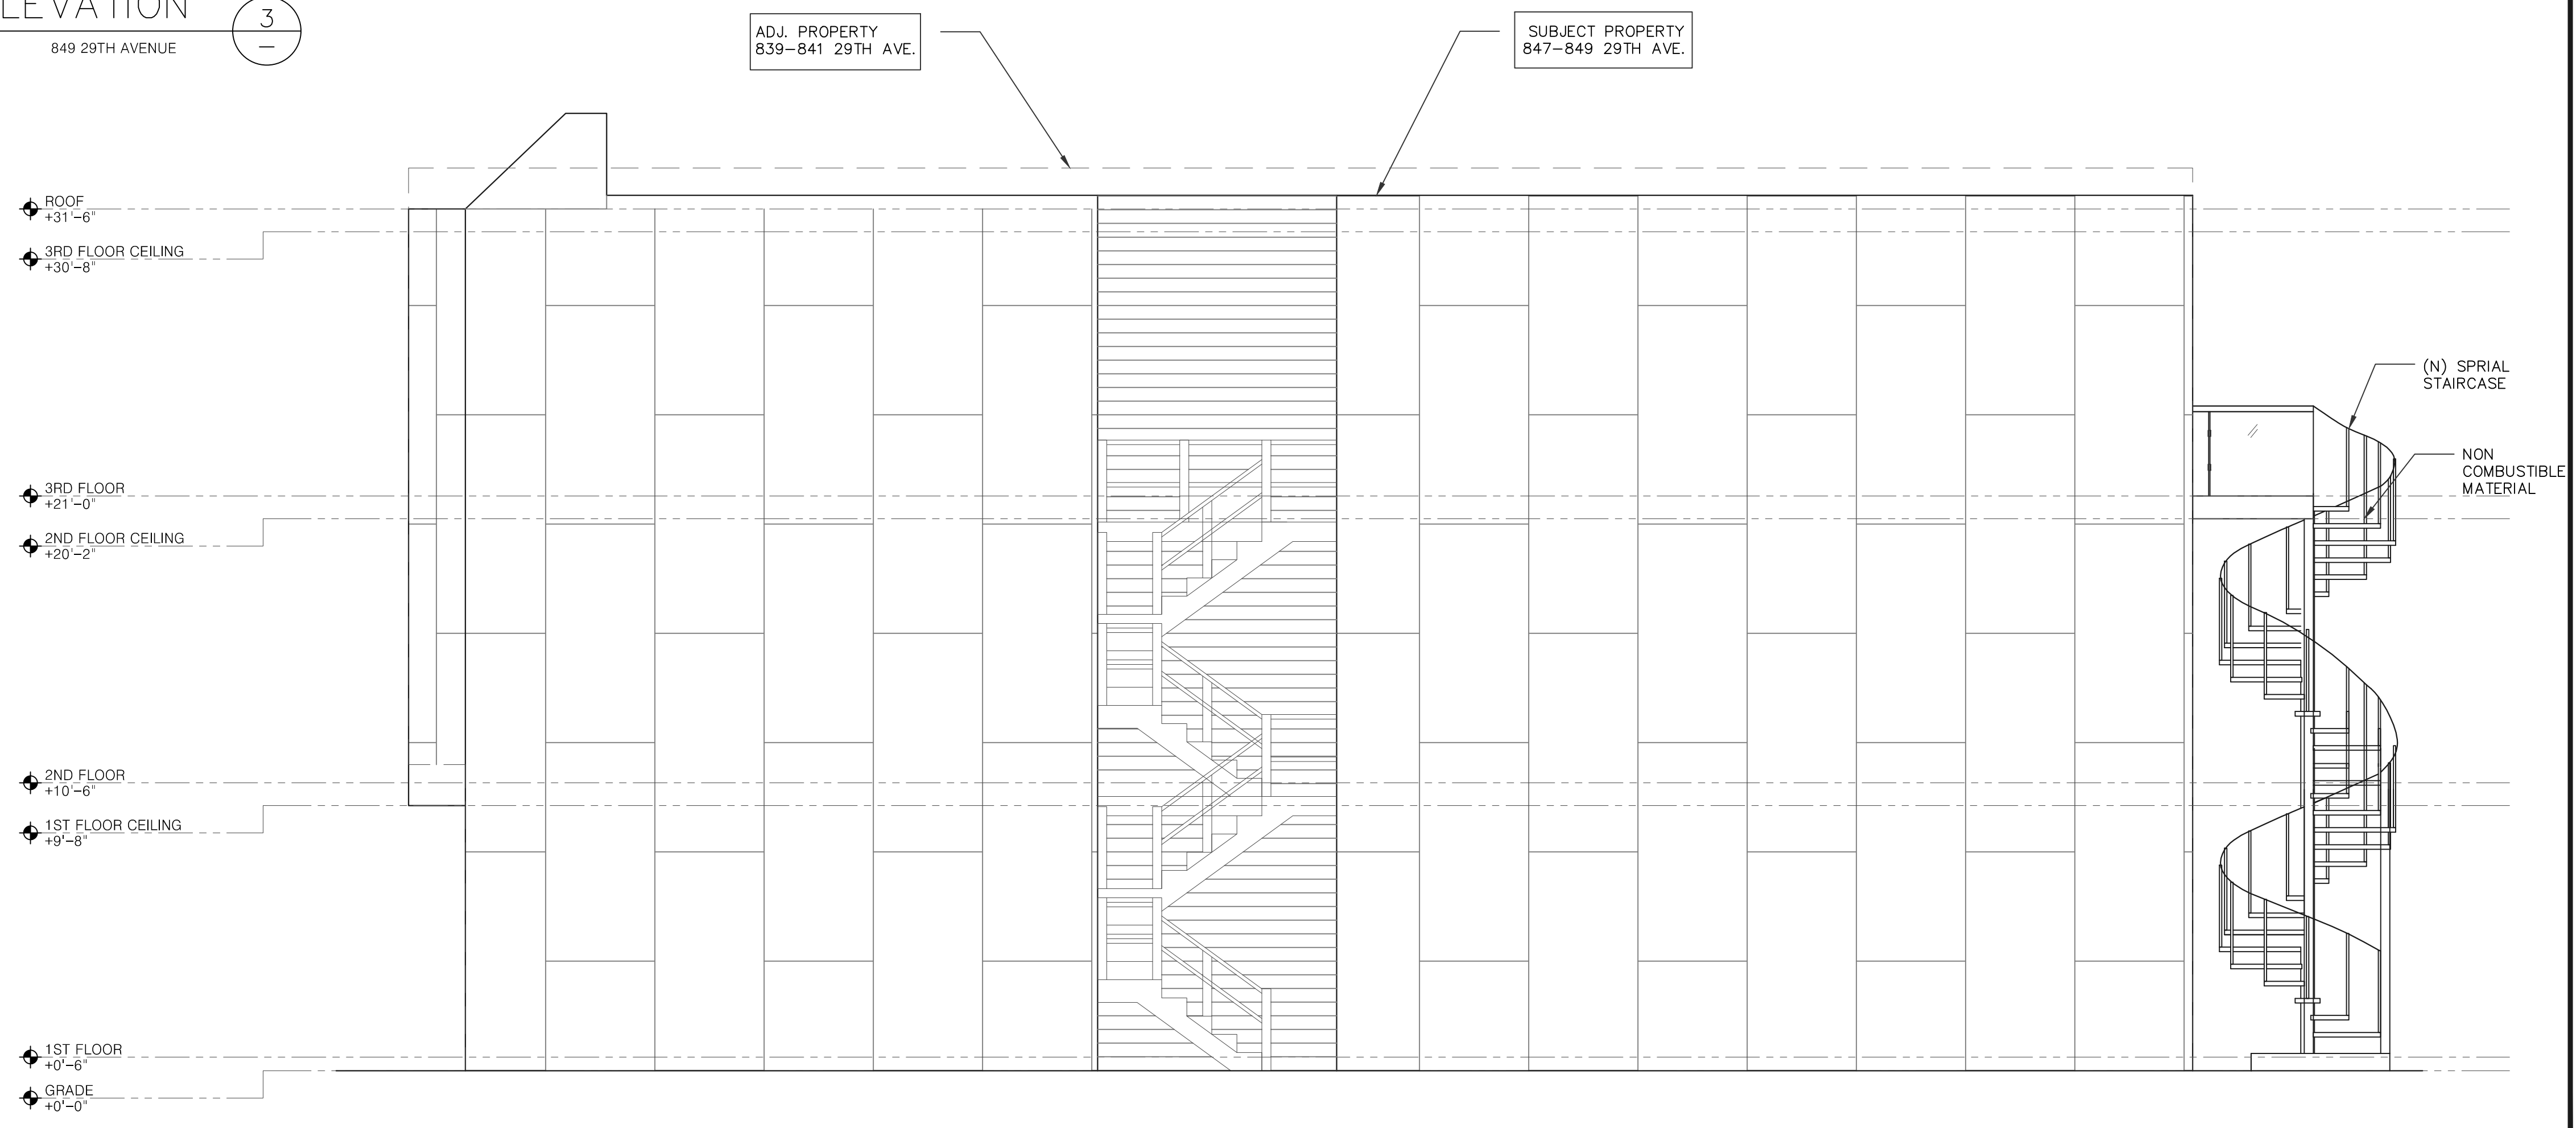 LEVATION
3
—
849 29TH AVENUE
ADJ. PROPERTY
839-841 29TH AVE.
SUBJECT PROPERTY
847-849 29TH AVE.
ROOF
+31'-6"
3RD FLOOR CEILING
+30'-8"
(N) SPRIAL
STAIRCASE
NON
COMBUSTIBLE
MATERIAL
3RD FLOOR
+21'-0"
2ND FLOOR CEILING
+20'-2"
2ND FLOOR
+10'-6"
1ST FLOOR CEILING
+9'-8"
1ST FLOOR
+0'-6"
GRADE
+0'-0"